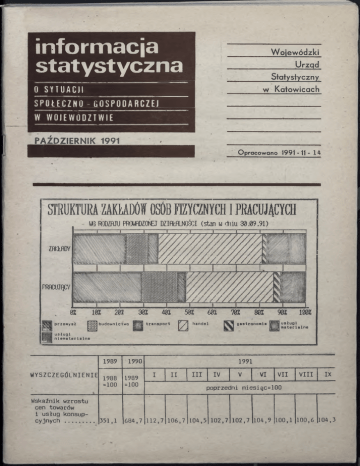 informacja
statystyczna
O SYTUACJI
SPOŁECZNO - GOSPODARCZEJ
W WOJEWÓDZTWIE
PAŹDZIERNIK 1991
Wojewódzki
Urząd
Statystyczny
w Katowicach
Opracowano 1991-11-14
STRUKTURA ZAKŁADÓW OSÓB FIZYCZNYCH I PRACUJĄCYCH
WG RODZAJU PROWADZONEJ DZIAŁALNOŚCI (stan w dniu 30.09.91)
ZAKŁADY
PRACUJĄCY
0% 10% 20% 30% 40% 50% 60% 70% 80% 90% 100%
przemysł budownictwo transport handel gastronomia usługi materialne
usługi niematerialne
WYSZCZEGÓLNIENIE
1989 1990 1991
1988 =100 1989 =100
I II III IV V VI VII VIII IX
poprzedni miesiąc=100
Wskaźnik wzrostu
cen towarów
i usług konsump-
cyjnych ......... 351,1 684,7 112,7 106,7 104,5 102,7 102,7 104,9 100,1 100,6 104,3